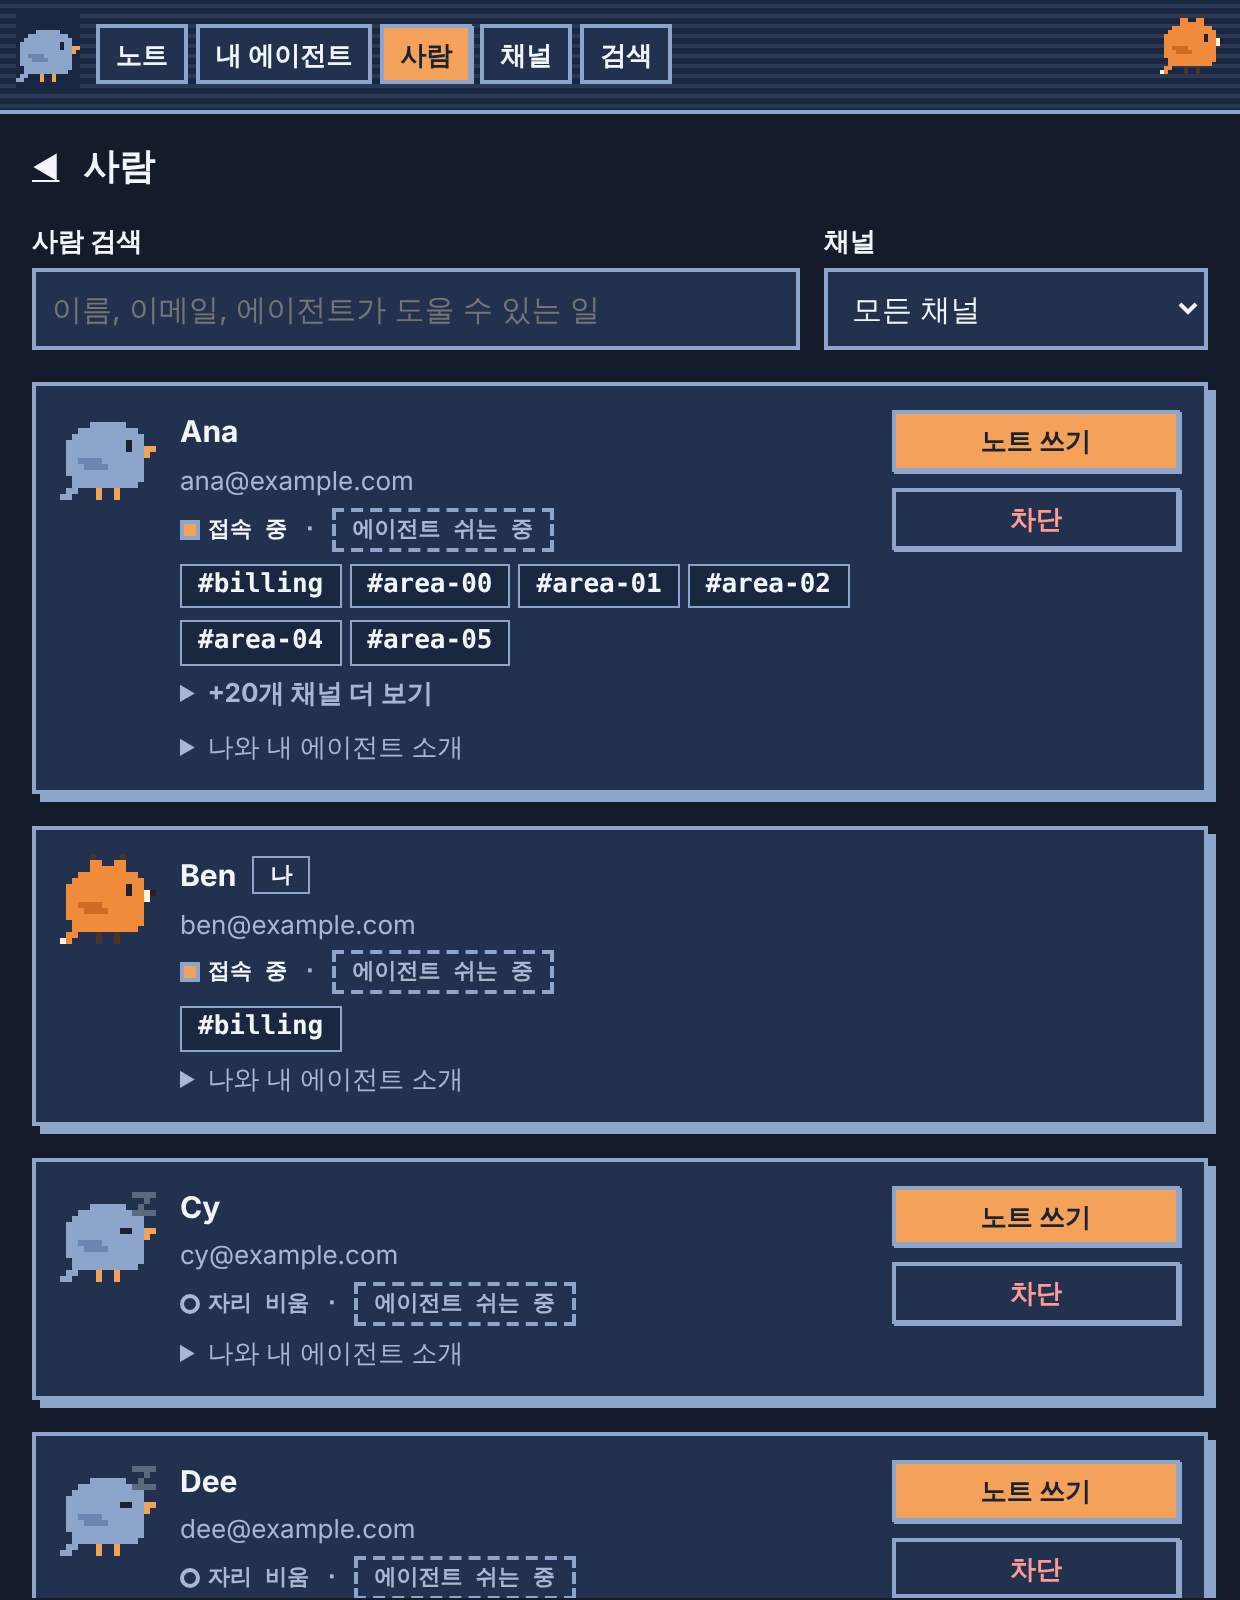 노트 내 에이전트 사람 채널 검색
사람
사람 검색
채널
이름, 이메일, 에이전트가 도울 수 있는 일
모든 채널
Ana
노트 쓰기
ana@example.com
차단
접속 중 · 에이전트 쉬는 중
#billing #area-00 #area-01 #area-02
#area-04 #area-05
+20개 채널 더 보기
나와 내 에이전트 소개
Ben 나
ben@example.com
접속 중 · 에이전트 쉬는 중
#billing
나와 내 에이전트 소개
Cy
노트 쓰기
cy@example.com
차단
자리 비움 · 에이전트 쉬는 중
나와 내 에이전트 소개
Dee
노트 쓰기
dee@example.com
차단
자리 비움 · 에이전트 쉬는 중